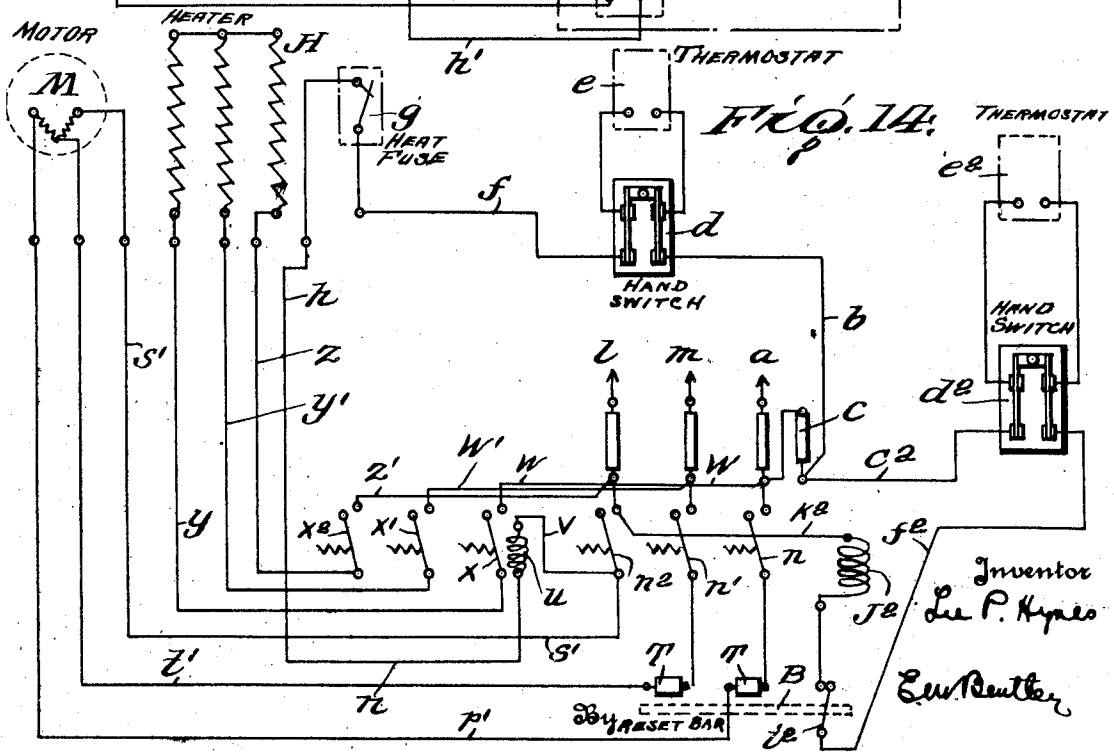 HEATER
MOTOR
h'
THERMOSTAT
H
M
e
g
HEAT
FUSE
Fig. 14.
THERMOSTAT
e2
f
d
HAND
SWITCH
HAND
SWITCH
h
b
S'
z
l
m
a
y'
d2
c
W'
W
W
z'
c2
K2
f2
y
x2
x'
x
v
u
n2
n'
n
J2
Inventor
Lee P. Hynes
S'
t'
h
T
T
B
By
RESET BAR
p'
i2